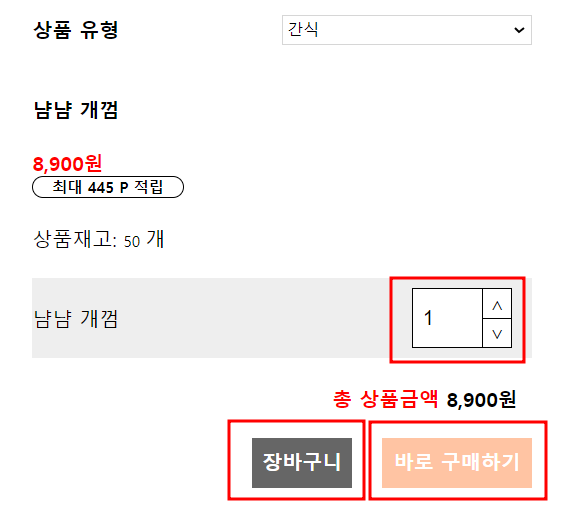 상품 유형 간식
냠냠 개껌
8,900원
최대 445 P 적립
상품재고: 50 개
냠냠 개껌 1
총 상품금액 8,900원
장바구니 바로 구매하기